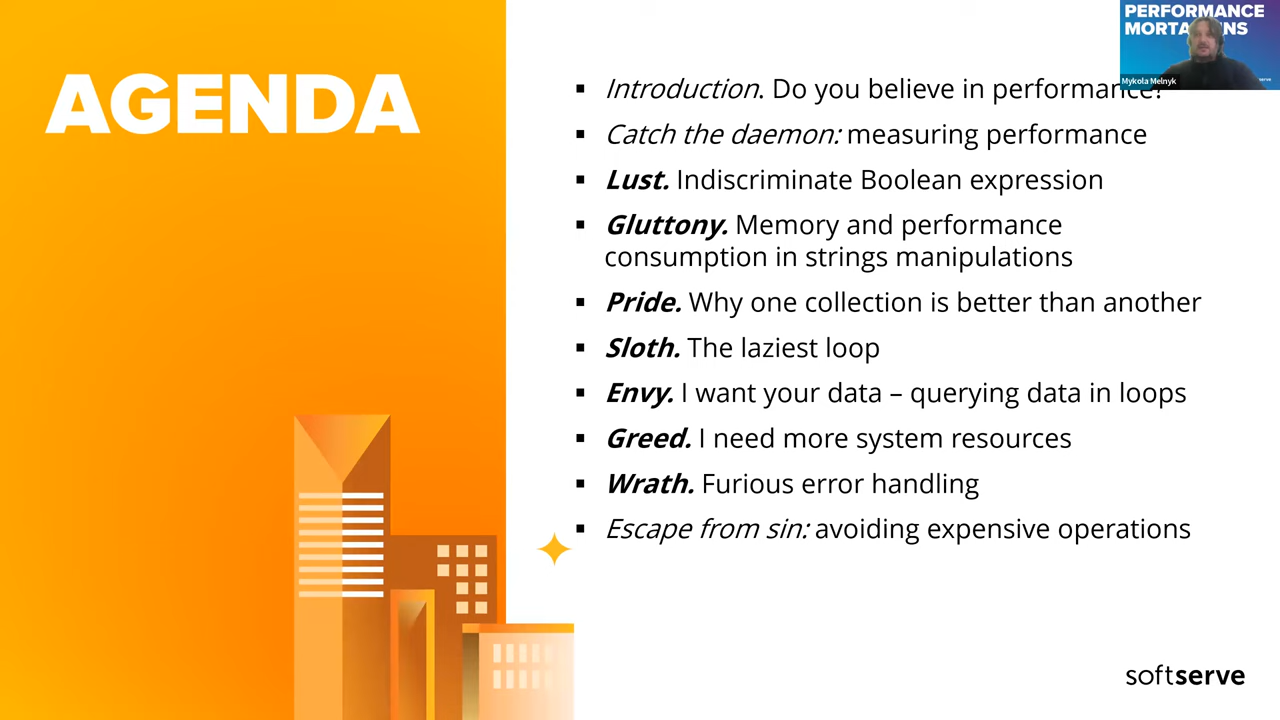 AGENDA
▪ Introduction. Do you believe in performance?
▪ Catch the daemon: measuring performance
▪ Lust. Indiscriminate Boolean expression
▪ Gluttony. Memory and performance
consumption in strings manipulations
▪ Pride. Why one collection is better than another
▪ Sloth. The laziest loop
▪ Envy. I want your data – querying data in loops
▪ Greed. I need more system resources
▪ Wrath. Furious error handling
▪ Escape from sin: avoiding expensive operations
PERFORMANCE
Mykola Melnyk
softserve